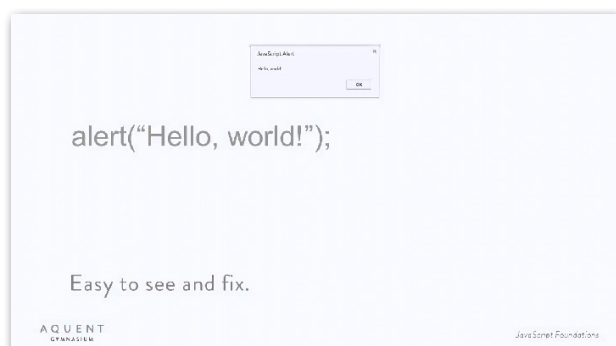 JavaScript Alert
Hello, world!
OK
alert(“Hello, world!”);
Easy to see and fix.
AQUENT
GYMNASIUM
JavaScript Foundations